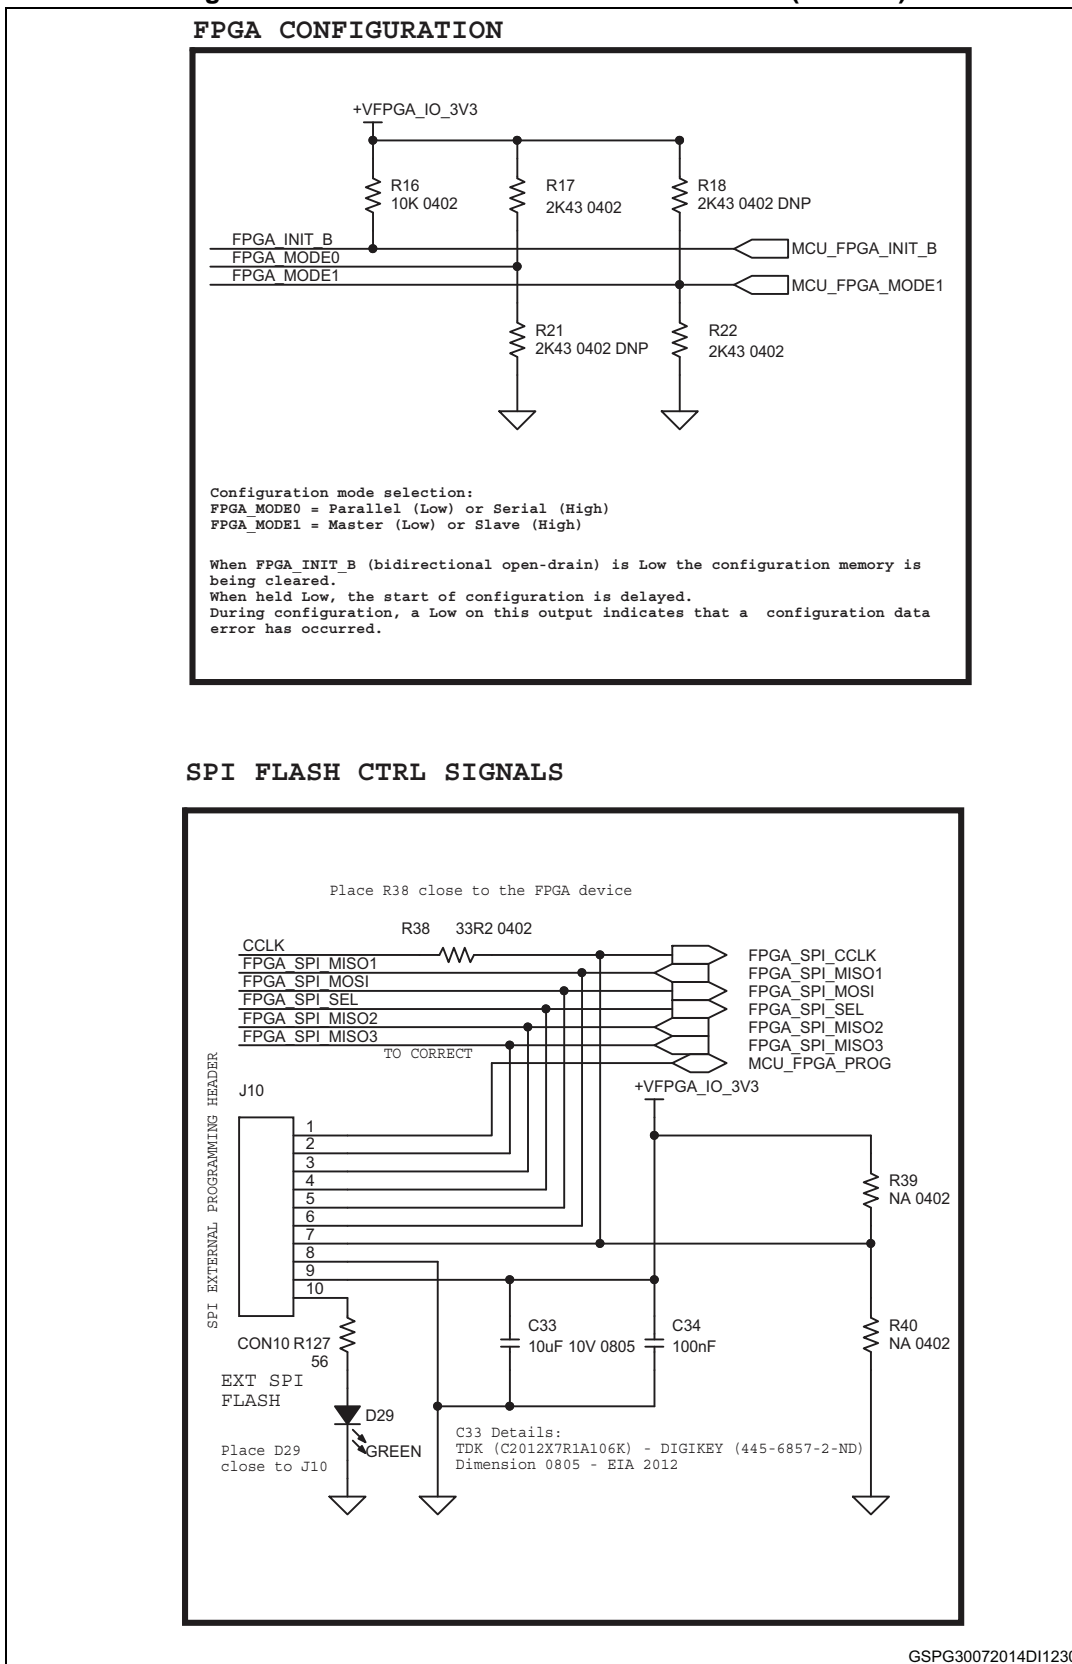 FPGA CONFIGURATION
+VFPGA_IO_3V3
R16
10K 0402
R17
2K43 0402
R18
2K43 0402 DNP
FPGA_INIT_B
FPGA_MODE0
FPGA_MODE1
MCU_FPGA_INIT_B
MCU_FPGA_MODE1
R21
2K43 0402 DNP
R22
2K43 0402
Configuration mode selection:
FPGA_MODE0 = Parallel (Low) or Serial (High)
FPGA_MODE1 = Master (Low) or Slave (High)
When FPGA_INIT_B (bidirectional open-drain) is Low the configuration memory is
being cleared.
When held Low, the start of configuration is delayed.
During configuration, a Low on this output indicates that a configuration data
error has occurred.
SPI FLASH CTRL SIGNALS
Place R38 close to the FPGA device
R38 33R2 0402
CCLK
FPGA_SPI_MISO1
FPGA_SPI_MOSI
FPGA_SPI_SEL
FPGA_SPI_MISO2
FPGA_SPI_MISO3
TO CORRECT
FPGA_SPI_CCLK
FPGA_SPI_MISO1
FPGA_SPI_MOSI
FPGA_SPI_SEL
FPGA_SPI_MISO2
FPGA_SPI_MISO3
MCU_FPGA_PROG
+VFPGA_IO_3V3
SPI EXTERNAL PROGRAMMING HEADER
J10
1
2
3
4
5
6
7
8
9
10
CON10
R127
56
R39
NA 0402
R40
NA 0402
C33
10uF 10V 0805
C34
100nF
EXT SPI
FLASH
D29
GREEN
Place D29
close to J10
C33 Details:
TDK (C2012X7R1A106K) - DIGIKEY (445-6857-2-ND)
Dimension 0805 - EIA 2012
GSPG30072014DI1230